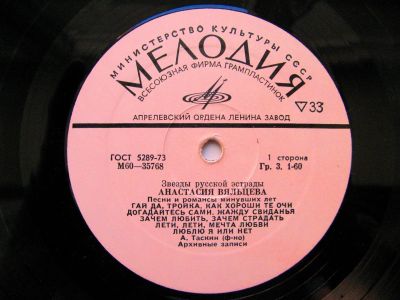 МИНИСТЕРСТВО КУЛЬТУРЫ СССР
МЕЛОДИЯ
ВСЕСОЮЗНАЯ ФИРМА ГРАМПЛАСТИНОК
33
АПРЕЛЕВСКИЙ ОРДЕНА ЛЕНИНА ЗАВОД
ГОСТ 5289-73
1 сторона
М60—35768
Гр. 3. 1-60
Звезды русской эстрады
АНАСТАСИЯ ВЯЛЬЦЕВА
Песни и романсы минувших лет
ГАЙ ДА, ТРОЙКА, КАК ХОРОШИ ТЕ ОЧИ
ДОГАДАЙТЕСЬ САМИ, ЖАЖДУ СВИДАНЬЯ
ЗАЧЕМ ЛЮБИТЬ, ЗАЧЕМ СТРАДАТЬ
ЛЕТИ, ЛЕТИ, МЕЧТА ЛЮБВИ
ЛЮБЛЮ Я ИЛИ НЕТ
А. Таскин (ф-но)
Архивные записи